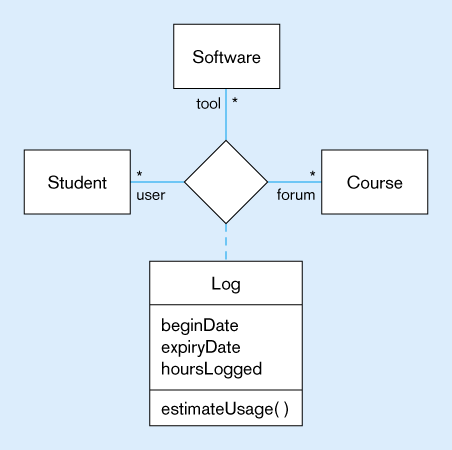 Software
tool *
Student
*
user
*
forum
Course
Log
beginDate
expiryDate
hoursLogged
estimateUsage( )